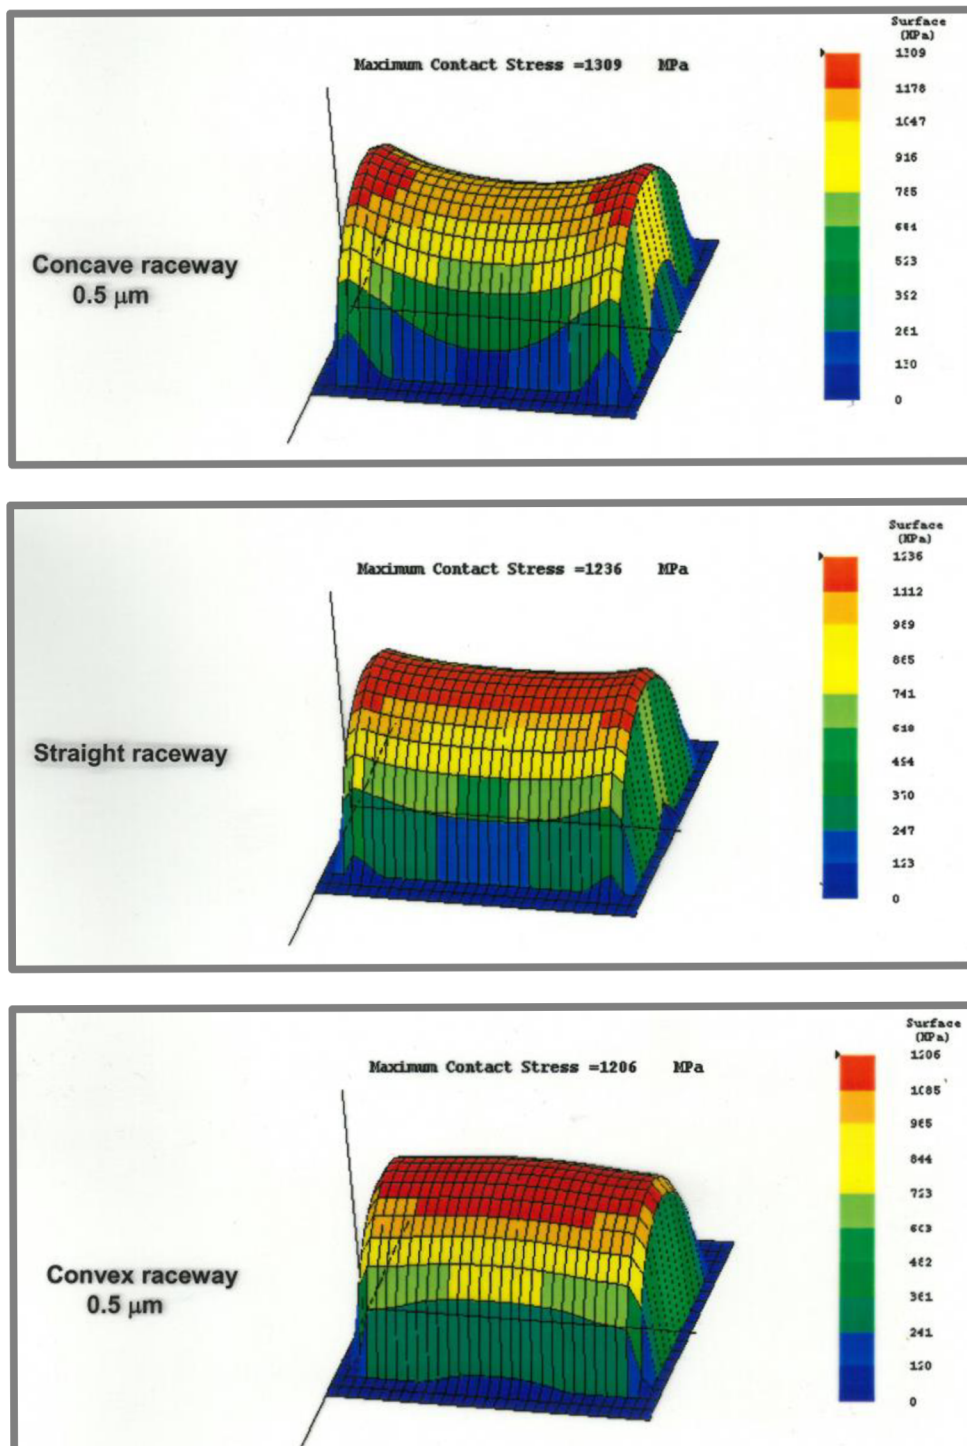 Surface
(MPa)
Maximum Contact Stress =1309 MPa
1309
1178
1047
916
785
654
523
392
261
130
0
Concave raceway
0.5 μm
Surface
(MPa)
Maximum Contact Stress =1236 MPa
1236
1112
989
865
741
618
494
370
247
123
0
Straight raceway
Surface
(MPa)
Maximum Contact Stress =1206 MPa
1206
1085
965
844
723
603
482
361
241
120
0
Convex raceway
0.5 μm